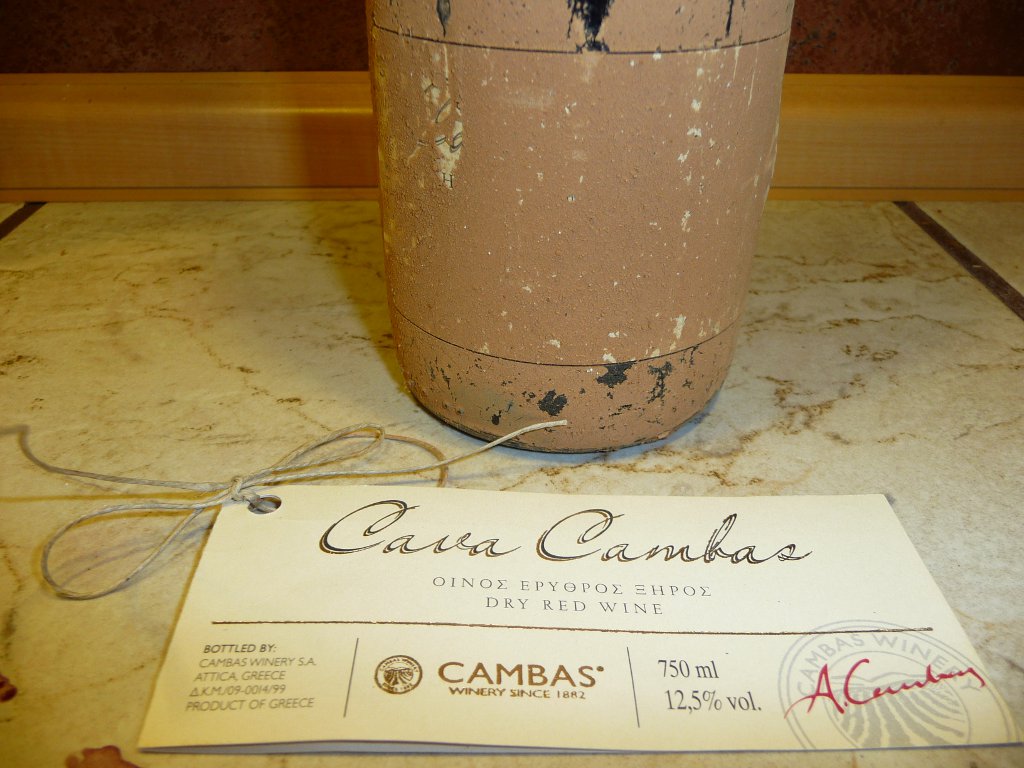 Cava Cambas
ΟΙΝΟΣ ΕΡΥΘΡΟΣ ΞΗΡΟΣ
DRY RED WINE
BOTTLED BY:
CAMBAS WINERY S.A.
ATTICA, GREECE
Δ.Κ.Μ/09-0014/99
PRODUCT OF GREECE
CAMBAS
WINERY SINCE 1882
750 ml
12,5% vol.
CAMBAS WINERY
A. Cambas